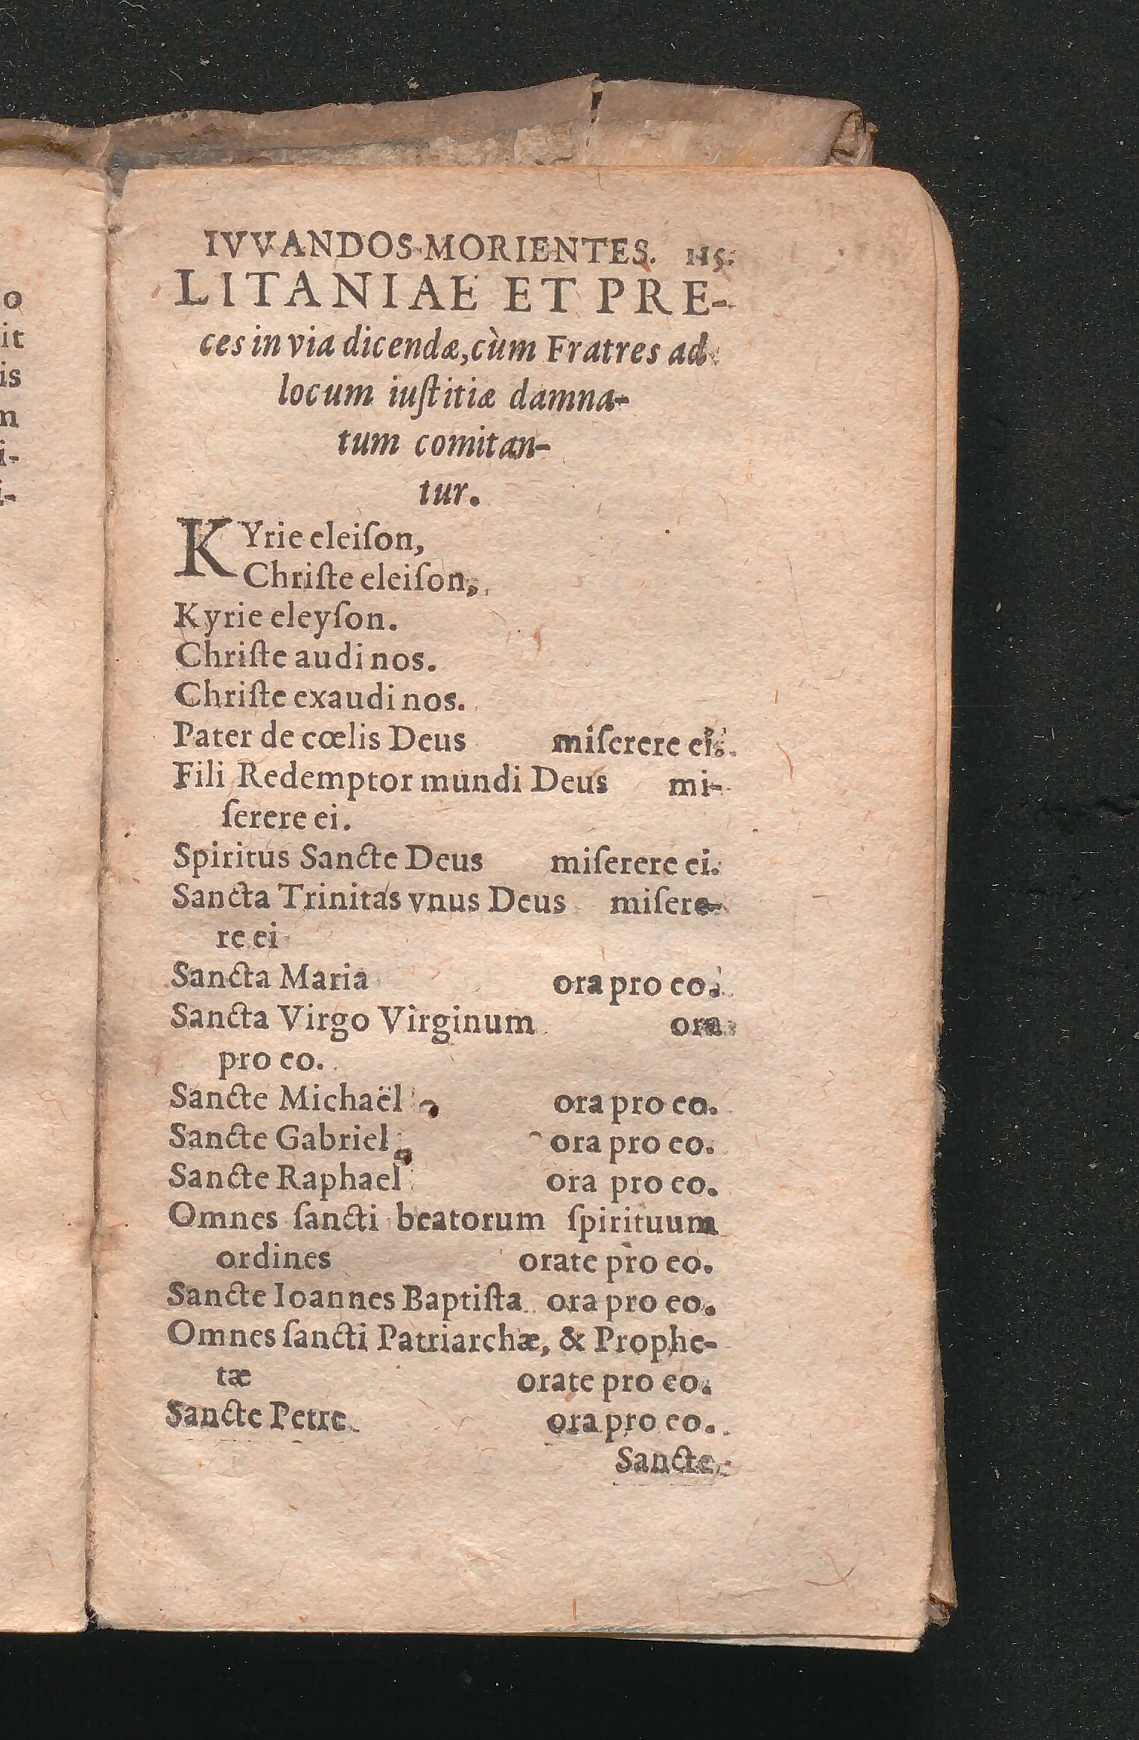 o
it
is
m
i-
i-
IVVANDOS MORIENTES. 115.
LITANIAE ET PRE-
ces in via dicendæ, cùm Fratres ad
locum iuſtitiæ damna-
tum comitan-
tur.
KYrie eleiſon,
Chriſte eleiſon,
Kyrie eleyſon.
Chriſte audi nos.
Chriſte exaudi nos.
Pater de cœlis Deus miſerere ei.
Fili Redemptor mundi Deus mi-
ſerere ei.
Spiritus Sancte Deus miſerere ei.
Sancta Trinitas vnus Deus miſere-
re ei
Sancta Maria ora pro eo.
Sancta Virgo Virginum ora
pro eo.
Sancte Michaël ora pro eo.
Sancte Gabriel ora pro eo.
Sancte Raphael ora pro eo.
Omnes ſancti beatorum ſpirituum
ordines orate pro eo.
Sancte Ioannes Baptiſta ora pro eo.
Omnes ſancti Patriarchæ, & Prophe-
tæ orate pro eo.
Sancte Petre ora pro eo.
Sancte